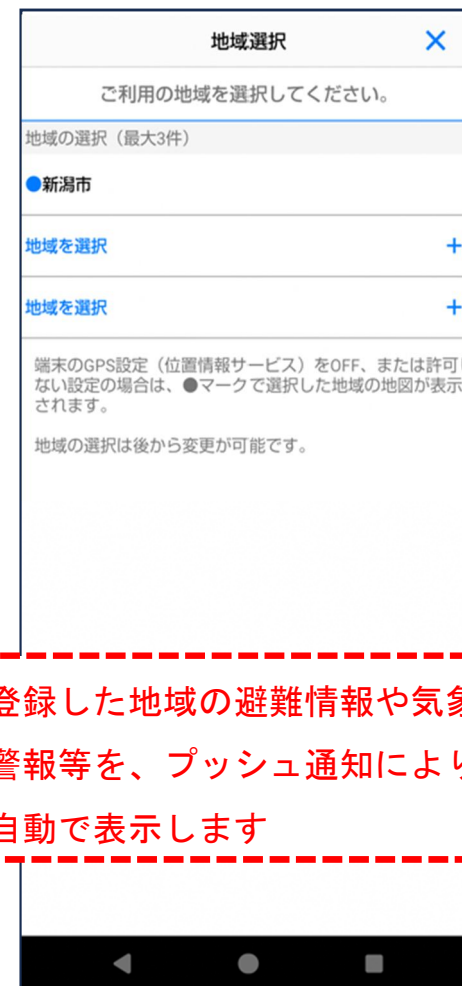 地域選択 ×
ご利用の地域を選択してください。
地域の選択（最大3件）
●新潟市
地域を選択 +
地域を選択 +
端末のGPS設定（位置情報サービス）をOFF、または許可
ない設定の場合は、●マークで選択した地域の地図が表示
されます。
地域の選択は後から変更が可能です。
登録した地域の避難情報や気象
警報等を、プッシュ通知により
自動で表示します